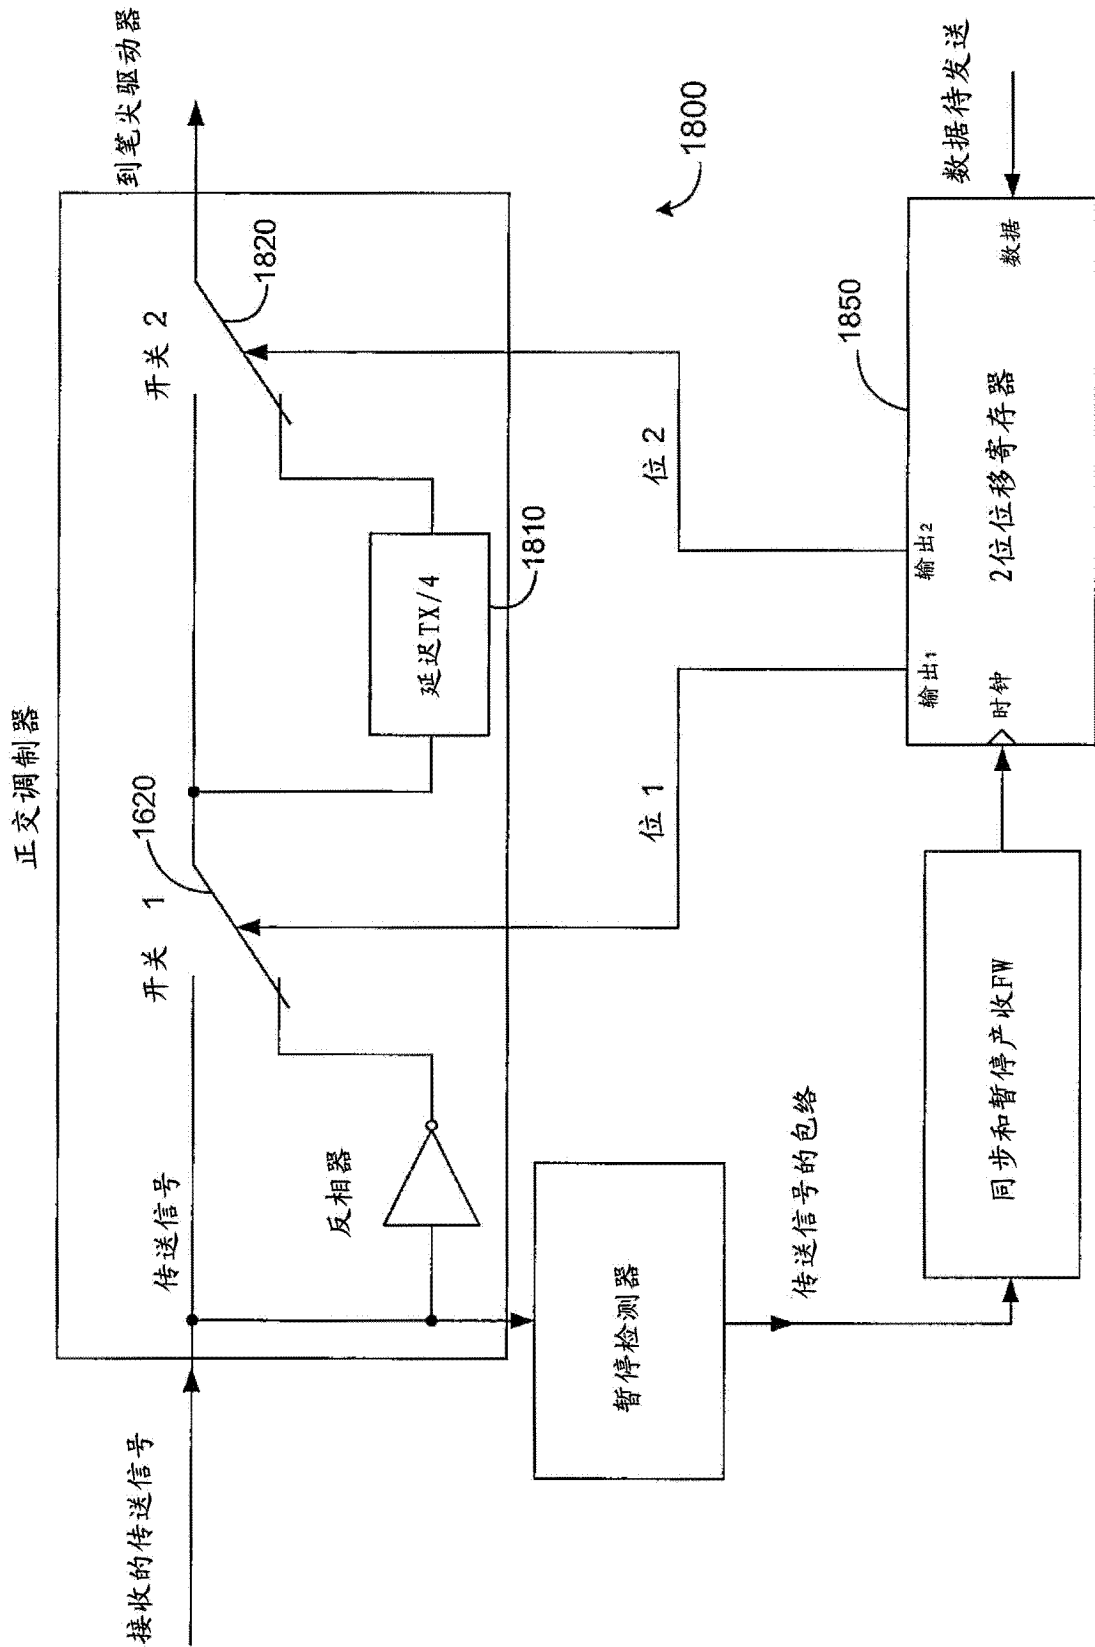 正交调制器
接收的传送信号
传送信号
开关 1
1620
开关 2
1820
到笔尖驱动器
反相器
延迟TX/4
1810
暂停检测器
传送信号的包络
位 1
位 2
1800
同步和暂停产收FW
时钟
输出1
输出2
2位位移寄存器
数据
1850
数据待发送